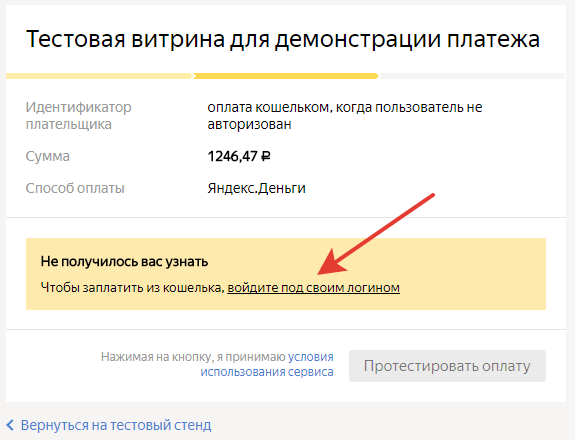 Тестовая витрина для демонстрации платежа
Идентификатор плательщика
оплата кошельком, когда пользователь не авторизован
Сумма
1246,47 ₽
Способ оплаты
Яндекс.Деньги
Не получилось вас узнать
Чтобы заплатить из кошелька, войдите под своим логином
Нажимая на кнопку, я принимаю условия
использования сервиса
Протестировать оплату
Вернуться на тестовый стенд